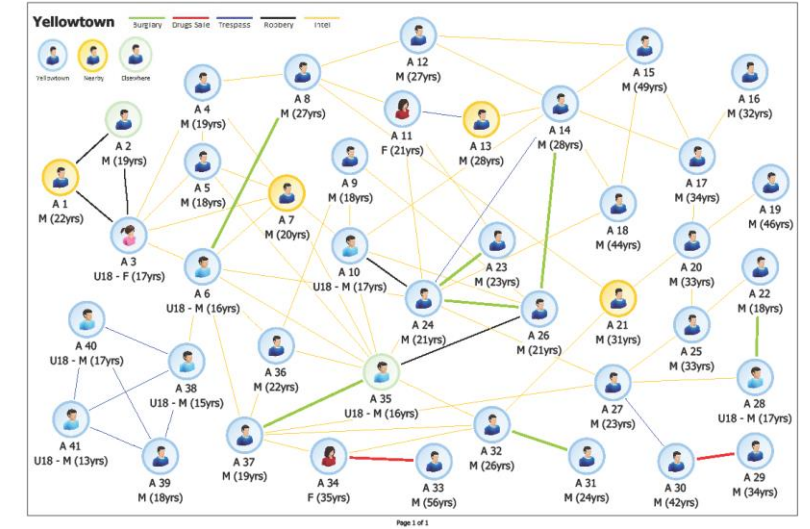 Yellowtown
Burglary Drugs Sale Trespass Robbery Intel
Yellowtown Nearby Elsewhere
A 12
M (27yrs)
A 15
M (49yrs)
A 8
M (27yrs)
A 4
M (19yrs)
A 16
M (32yrs)
A 2
M (19yrs)
A 11
F (21yrs)
A 13
M (28yrs)
A 14
M (28yrs)
A 5
M (18yrs)
A 9
M (18yrs)
A 17
M (34yrs)
A 1
M (22yrs)
A 7
M (20yrs)
A 18
M (44yrs)
A 19
M (46yrs)
A 3
U18 - F (17yrs)
A 10
U18 - M (17yrs)
A 23
M (23yrs)
A 20
M (33yrs)
A 6
U18 - M (16yrs)
A 22
M (18yrs)
A 24
M (21yrs)
A 26
M (21yrs)
A 21
M (31yrs)
A 40
U18 - M (17yrs)
A 36
M (22yrs)
A 25
M (33yrs)
A 38
U18 - M (15yrs)
A 35
U18 - M (16yrs)
A 27
M (23yrs)
A 28
U18 - M (17yrs)
A 41
U18 - M (13yrs)
A 39
M (18yrs)
A 37
M (19yrs)
A 32
M (26yrs)
A 34
F (35yrs)
A 33
M (56yrs)
A 31
M (24yrs)
A 30
M (42yrs)
A 29
M (34yrs)
Page 1 of 1